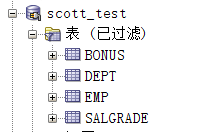 scott_test
表 (已过滤)
BONUS
DEPT
EMP
SALGRADE